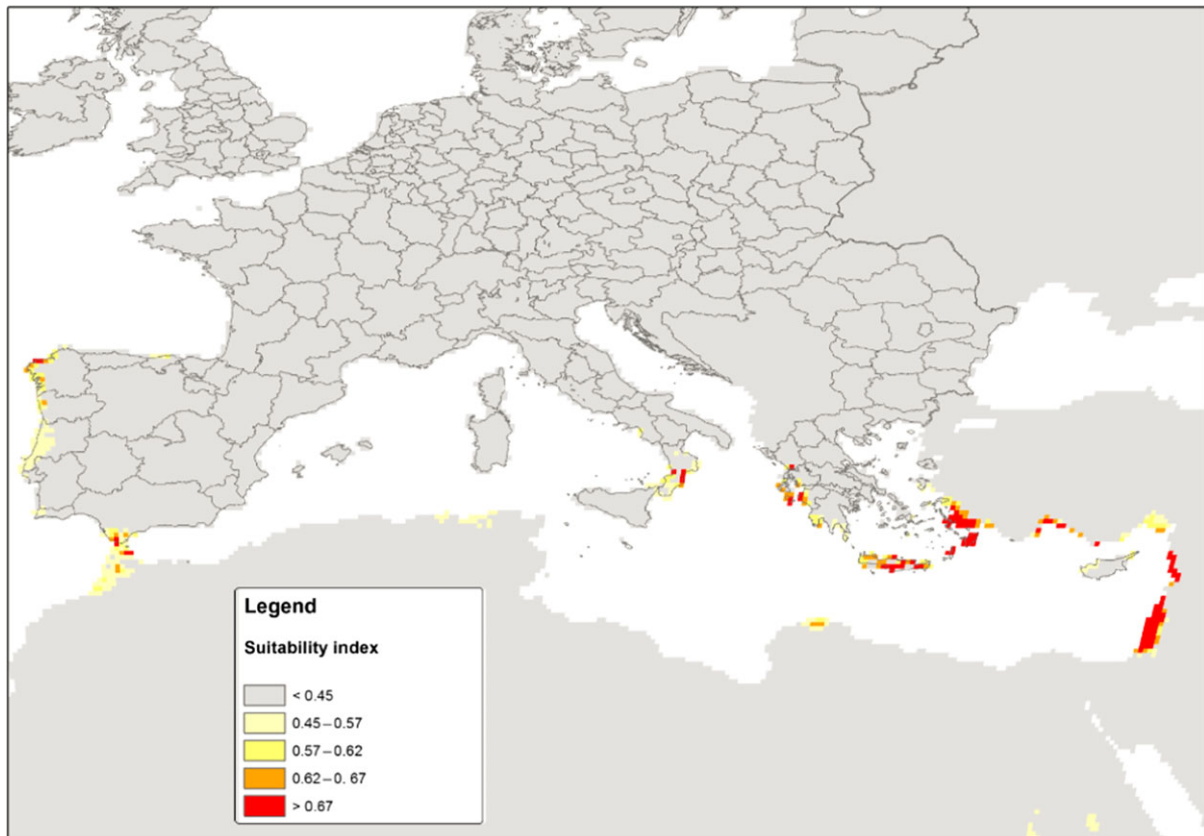 Legend
Suitability index
< 0.45
0.45 – 0.57
0.57 – 0.62
0.62 – 0. 67
> 0.67